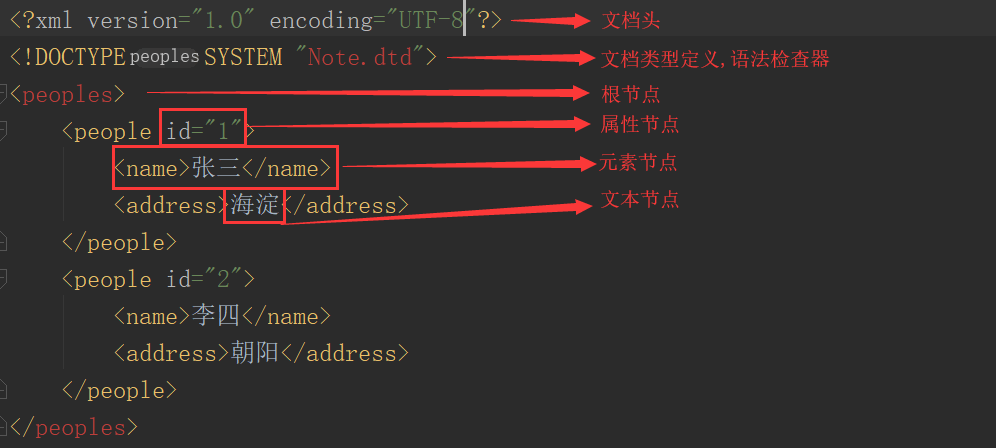 <?xml version="1.0" encoding="UTF-8"?> 文档头
<!DOCTYPE peoples SYSTEM "Note.dtd"> 文档类型定义,语法检查器
<peoples> 根节点
<people id="1"> 属性节点
<name>张三</name> 元素节点
<address>海淀</address> 文本节点
</people>
<people id="2">
<name>李四</name>
<address>朝阳</address>
</people>
</peoples>